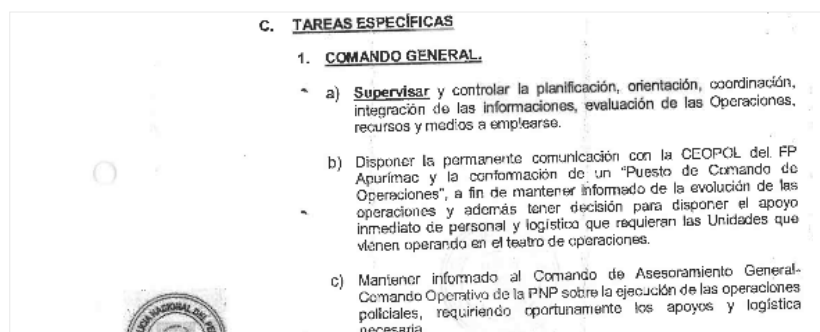 C. TAREAS ESPECÍFICAS
1. COMANDO GENERAL.
a) Supervisar y controlar la planificación, orientación, coordinación,
integración de las informaciones, evaluación de las Operaciones,
recursos y medios a emplearse.
b) Disponer la permanente comunicación con la CEOPOL del FP
Apurímac y la conformación de un "Puesto de Comando de
Operaciones", a fin de mantener informado de la evolución de las
operaciones y además tener decisión para disponer el apoyo
inmediato de personal y logístico que requieran las Unidades que
vienen operando en el teatro de operaciones.
c) Mantener informado al Comando de Asesoramiento General-
Comando Operativo de la PNP sobre la ejecución de las operaciones
policiales, requiriendo oportunamente los apoyos y logística
necesaria
NACIONAL DEL